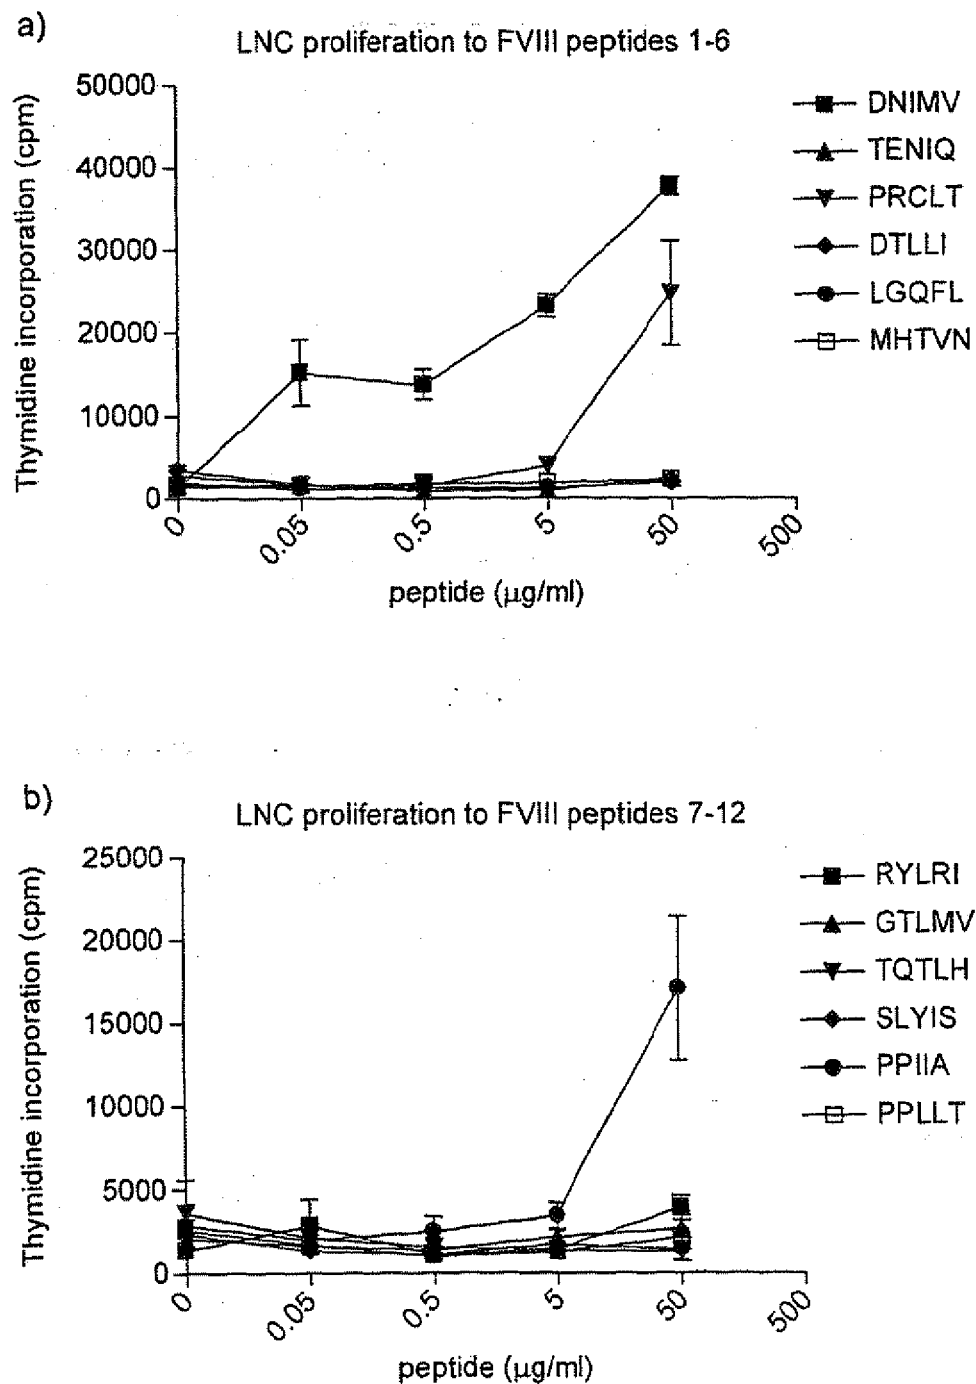 a)
LNC proliferation to FVIII peptides 1-6
Thymidine incorporation (cpm)
50000
40000
30000
20000
10000
0
0
0.05
0.5
5
50
500
peptide (μg/ml)
DNIMV
TENIQ
PRCLT
DTLLI
LGQFL
MHTVN
b)
LNC proliferation to FVIII peptides 7-12
Thymidine incorporation (cpm)
25000
20000
15000
10000
5000
0
0
0.05
0.5
5
50
500
peptide (μg/ml)
RYLRI
GTLMV
TQTLH
SLYIS
PPIIA
PPLLT